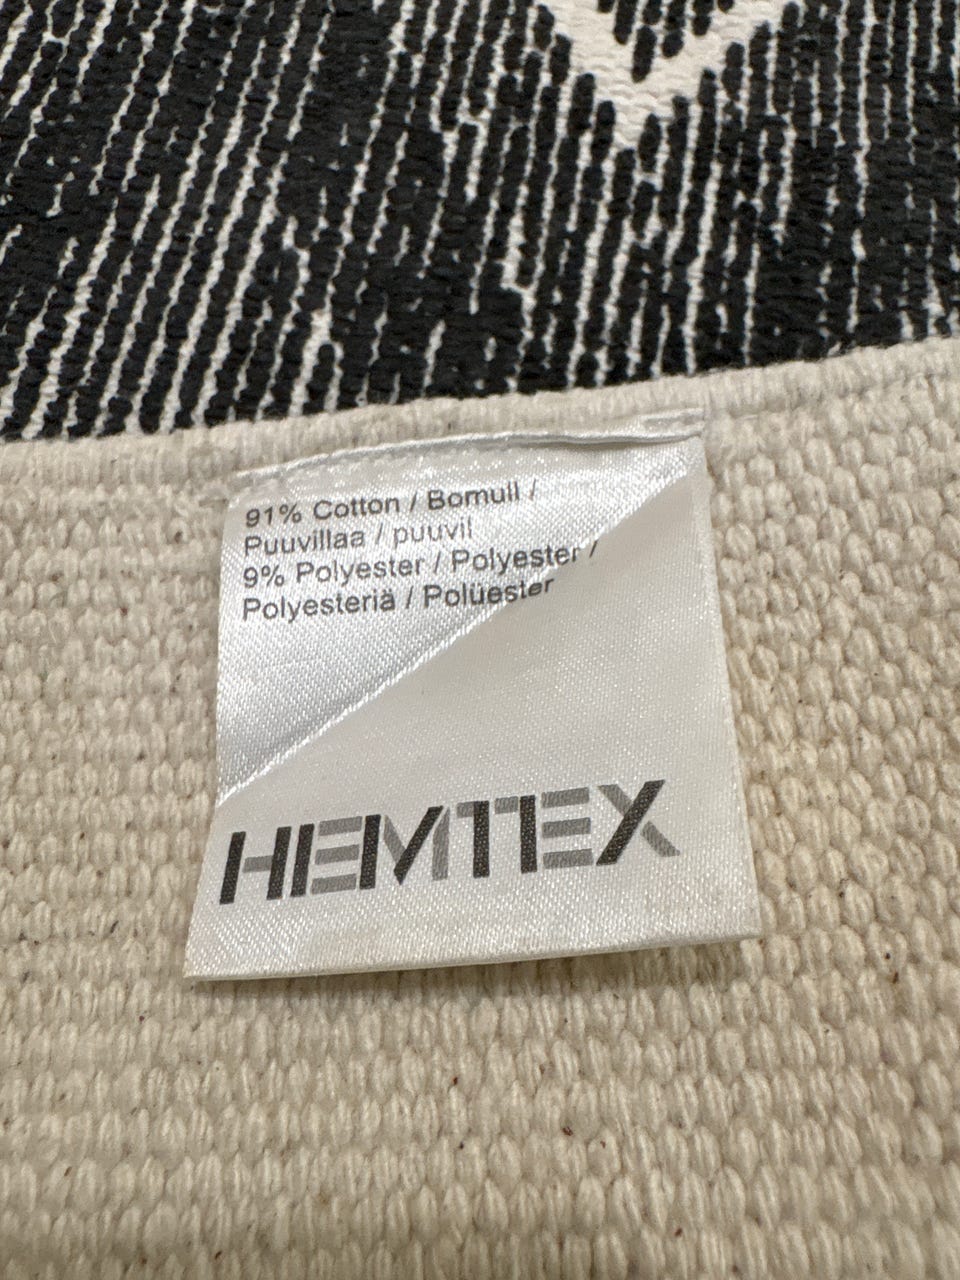 91% Cotton / Bomull /
Puuvillaa / puuvil
9% Polyester / Polyester /
Polyesteriä / Polüester
HEMTEX